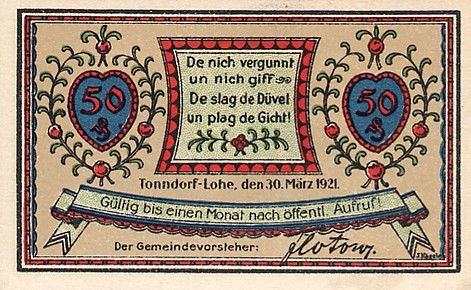 De nich vergunnt
un nich giff
De slag de Düvel
un plag de Gicht!
50 ₰
50 ₰
Tonndorf-Lohe, den 30. März 1921.
Gültig bis einen Monat nach öffentl. Aufruf!
Der Gemeindevorsteher: